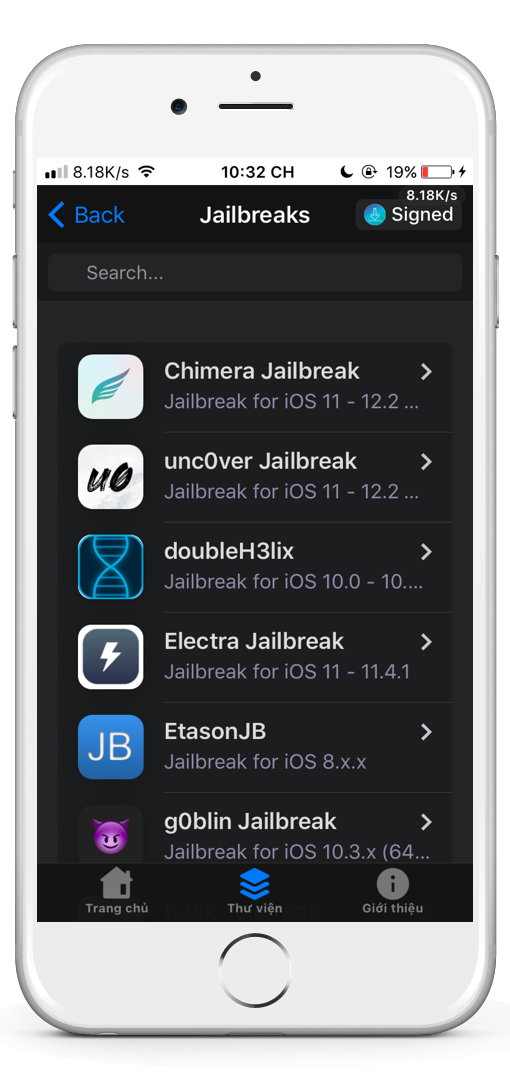 8.18K/s 10:32 CH 19%
8.18K/s
Back Jailbreaks Signed
Search...
Chimera Jailbreak
Jailbreak for iOS 11 - 12.2 ...
unc0ver Jailbreak
u0
Jailbreak for iOS 11 - 12.2 ...
doubleH3lix
Jailbreak for iOS 10.0 - 10....
Electra Jailbreak
Jailbreak for iOS 11 - 11.4.1
EtasonJB
JB
Jailbreak for iOS 8.x.x
g0blin Jailbreak
Jailbreak for iOS 10.3.x (64...
Trang chủ Thư viện Giới thiệu